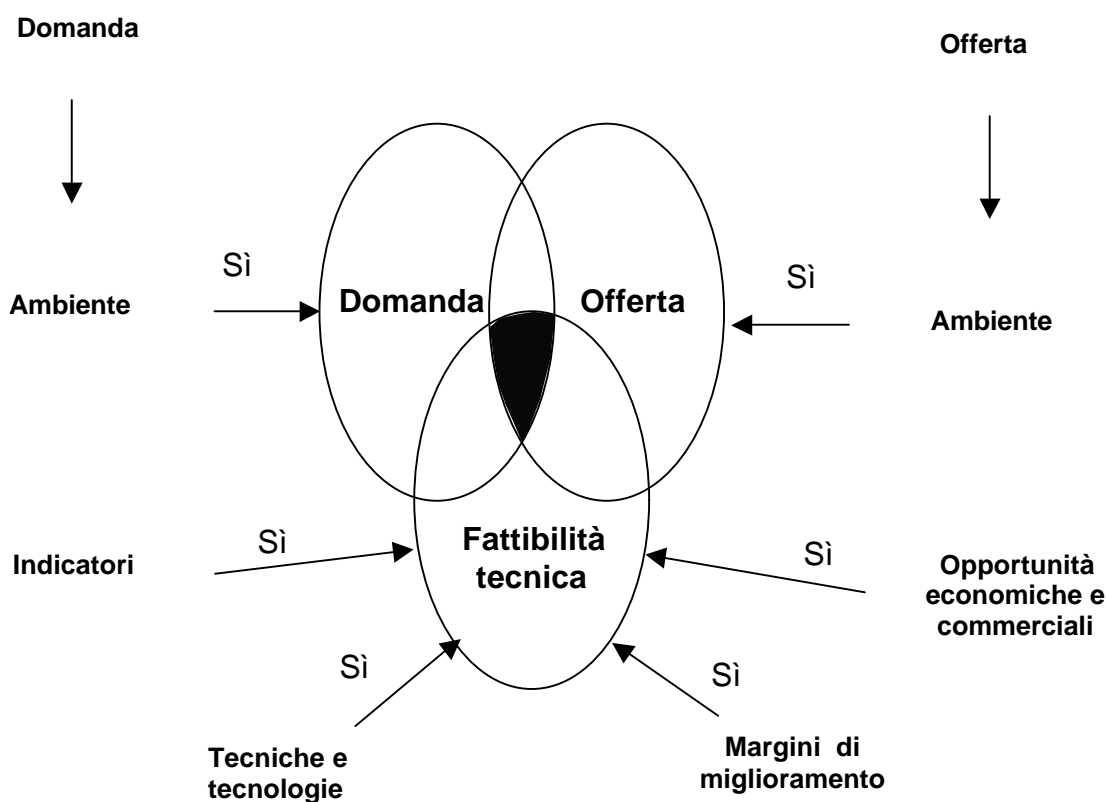 Domanda
Offerta
Sì
Sì
Ambiente
Domanda
Offerta
Ambiente
Indicatori
Sì
Fattibilità
tecnica
Sì
Opportunità
economiche e
commerciali
Sì
Sì
Tecniche e
tecnologie
Margini di
miglioramento